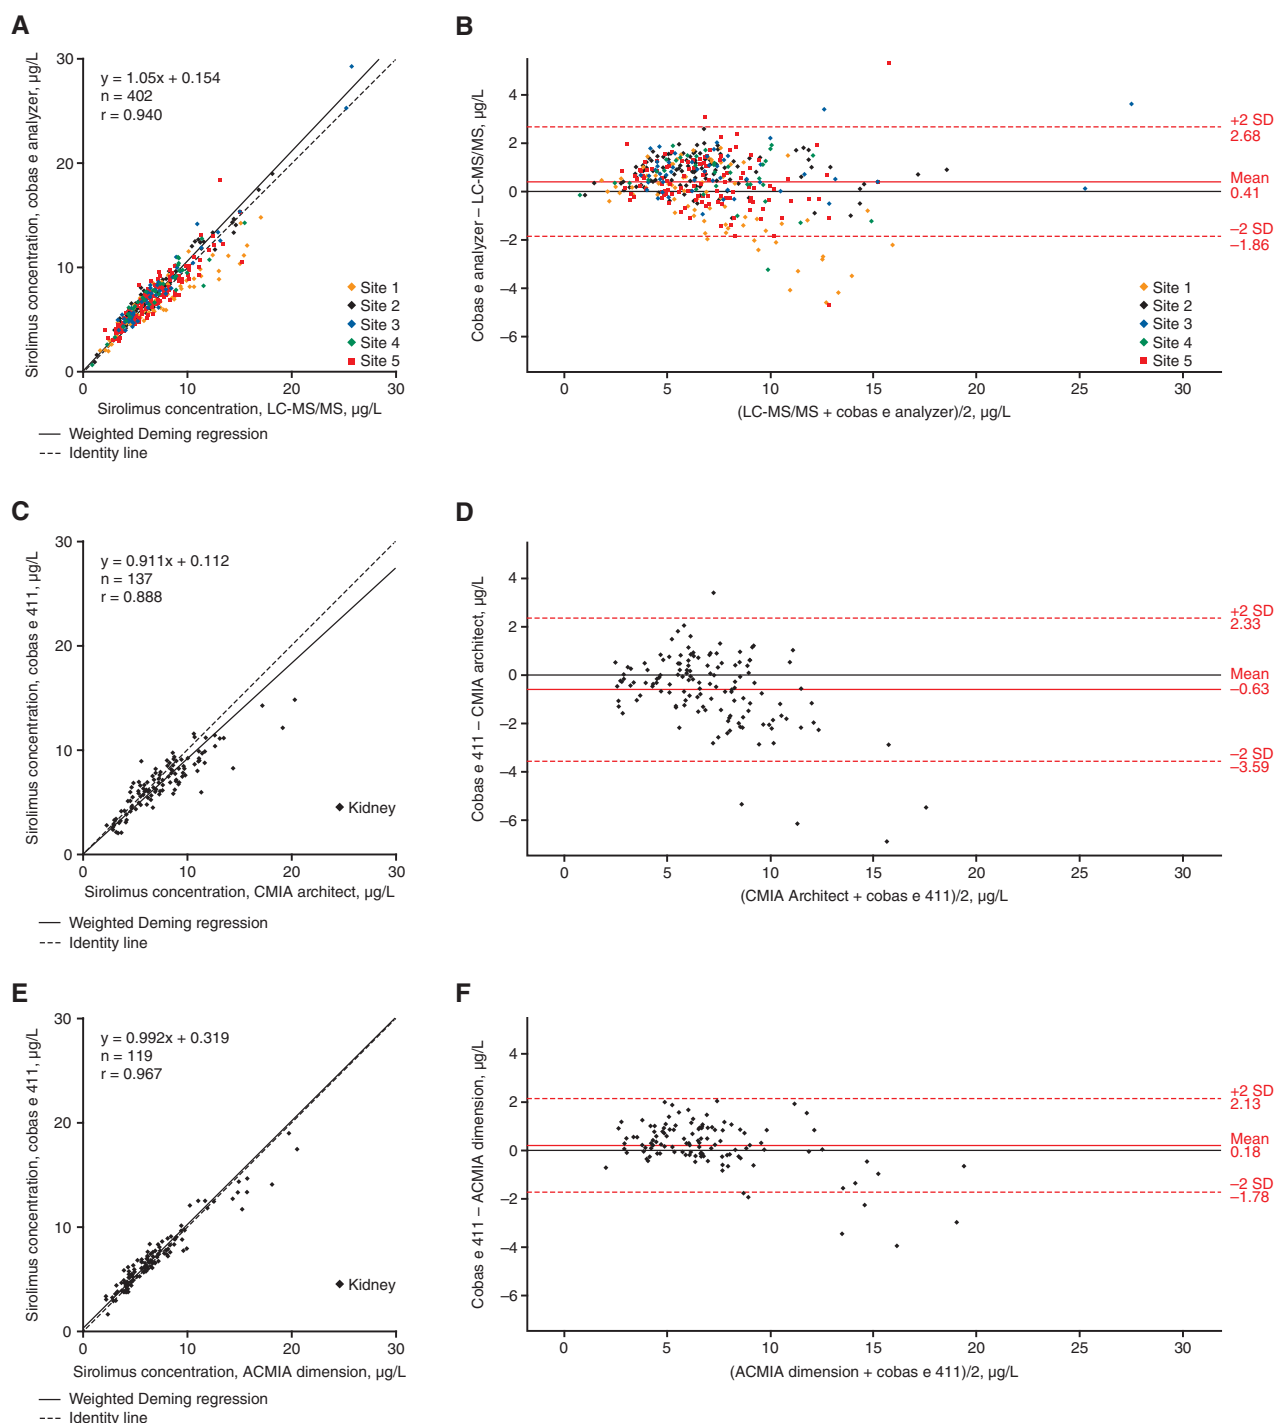 A
Sirolimus concentration, cobas e analyzer, µg/L
30
20
10
0
y = 1.05x + 0.154
n = 402
r = 0.940
Site 1
Site 2
Site 3
Site 4
Site 5
0
10
20
30
Sirolimus concentration, LC-MS/MS, µg/L
Weighted Deming regression
Identity line
B
Cobas e analyzer – LC-MS/MS, µg/L
4
2
0
–2
–4
–6
+2 SD
2.68
Mean
0.41
–2 SD
–1.86
Site 1
Site 2
Site 3
Site 4
Site 5
0
5
10
15
20
25
30
(LC-MS/MS + cobas e analyzer)/2, µg/L
C
Sirolimus concentration, cobas e 411, µg/L
30
20
10
0
y = 0.911x + 0.112
n = 137
r = 0.888
Kidney
0
10
20
30
Sirolimus concentration, CMIA architect, µg/L
Weighted Deming regression
Identity line
D
Cobas e 411 – CMIA architect, µg/L
4
2
0
–2
–4
–6
+2 SD
2.33
Mean
–0.63
–2 SD
–3.59
0
5
10
15
20
25
30
(CMIA Architect + cobas e 411)/2, µg/L
E
Sirolimus concentration, cobas e 411, µg/L
30
20
10
0
y = 0.992x + 0.319
n = 119
r = 0.967
Kidney
0
10
20
30
Sirolimus concentration, ACMIA dimension, µg/L
Weighted Deming regression
Identity line
F
Cobas e 411 – ACMIA dimension, µg/L
4
2
0
–2
–4
–6
+2 SD
2.13
Mean
0.18
–2 SD
–1.78
0
5
10
15
20
25
30
(ACMIA dimension + cobas e 411)/2, µg/L